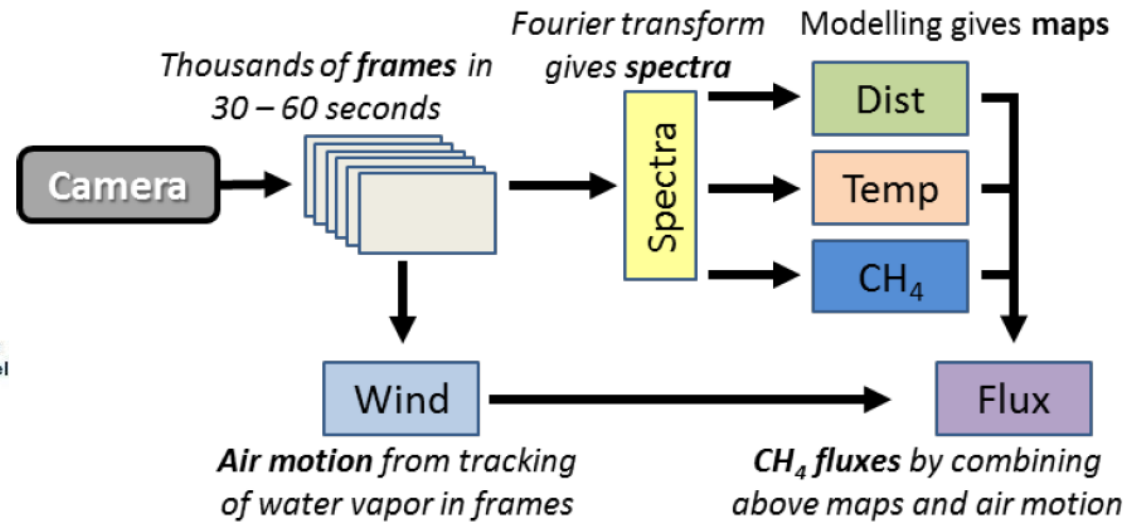 Fourier transform
gives spectra
Modelling gives maps
Thousands of frames in
30 – 60 seconds
Camera
Spectra
Dist
Temp
CH₄
Wind
Flux
Air motion from tracking
of water vapor in frames
CH₄ fluxes by combining
above maps and air motion